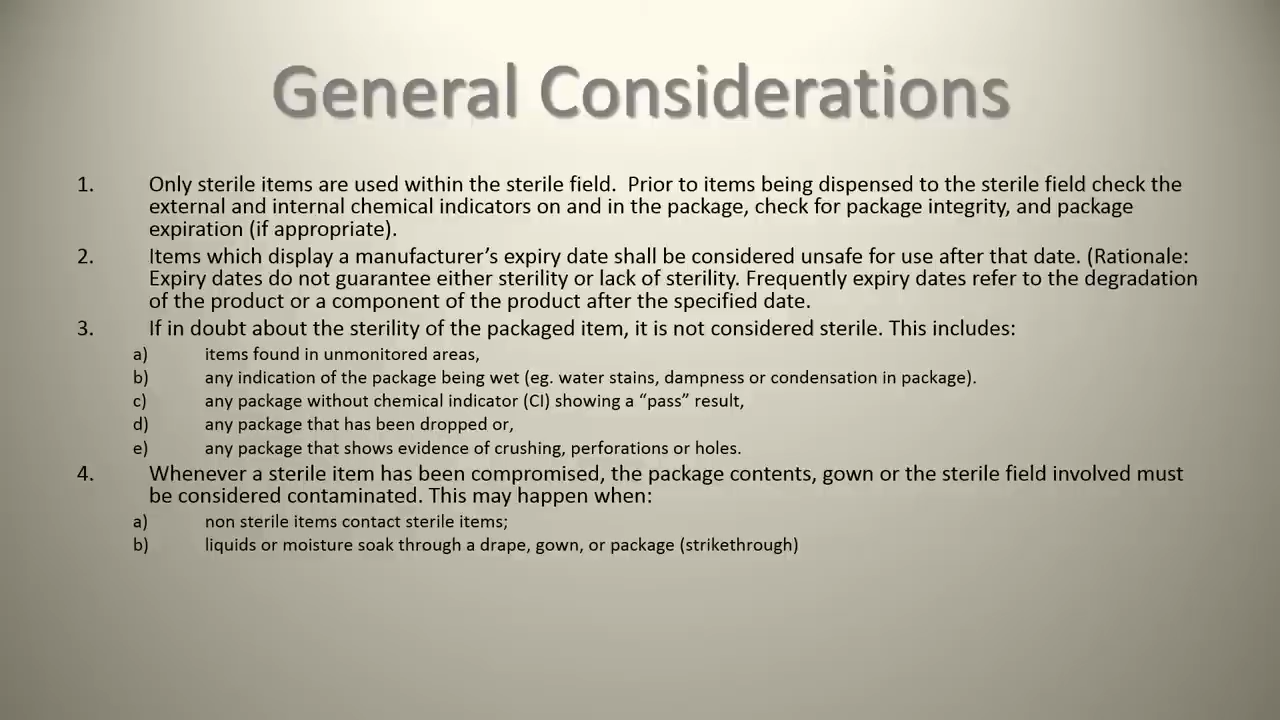 General Considerations
1. Only sterile items are used within the sterile field.  Prior to items being dispensed to the sterile field check the
external and internal chemical indicators on and in the package, check for package integrity, and package
expiration (if appropriate).
2. Items which display a manufacturer’s expiry date shall be considered unsafe for use after that date. (Rationale:
Expiry dates do not guarantee either sterility or lack of sterility. Frequently expiry dates refer to the degradation
of the product or a component of the product after the specified date.
3. If in doubt about the sterility of the packaged item, it is not considered sterile. This includes:
a) items found in unmonitored areas,
b) any indication of the package being wet (eg. water stains, dampness or condensation in package).
c) any package without chemical indicator (CI) showing a “pass” result,
d) any package that has been dropped or,
e) any package that shows evidence of crushing, perforations or holes.
4. Whenever a sterile item has been compromised, the package contents, gown or the sterile field involved must
be considered contaminated. This may happen when:
a) non sterile items contact sterile items;
b) liquids or moisture soak through a drape, gown, or package (strikethrough)